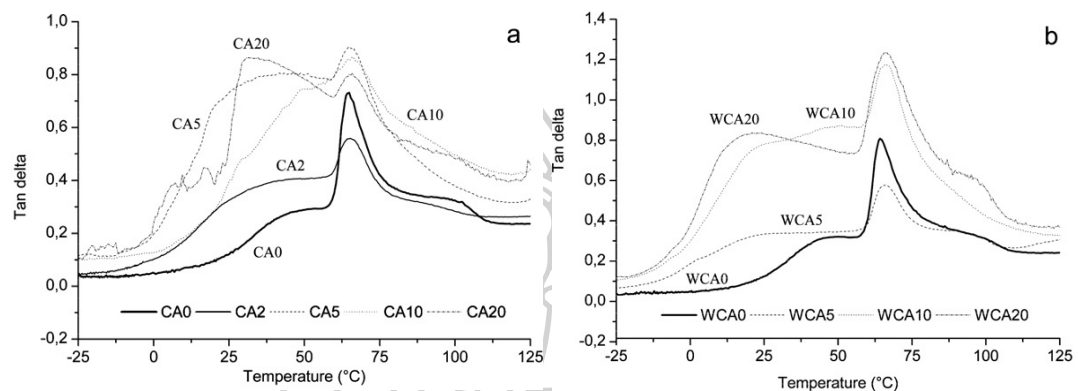 a
1,0
0,8
0,6
0,4
0,2
0,0
-0,2
Tan delta
CA20
CA5
CA10
CA2
CA0
CA0 CA2 CA5 CA10 CA20
-25 0 25 50 75 100 125
Temperature (°C)
b
1,4
1,2
1,0
0,8
0,6
0,4
0,2
0,0
-0,2
Tan delta
WCA20
WCA10
WCA5
WCA0
WCA0 WCA5 WCA10 WCA20
-25 0 25 50 75 100 125
Temperature (°C)